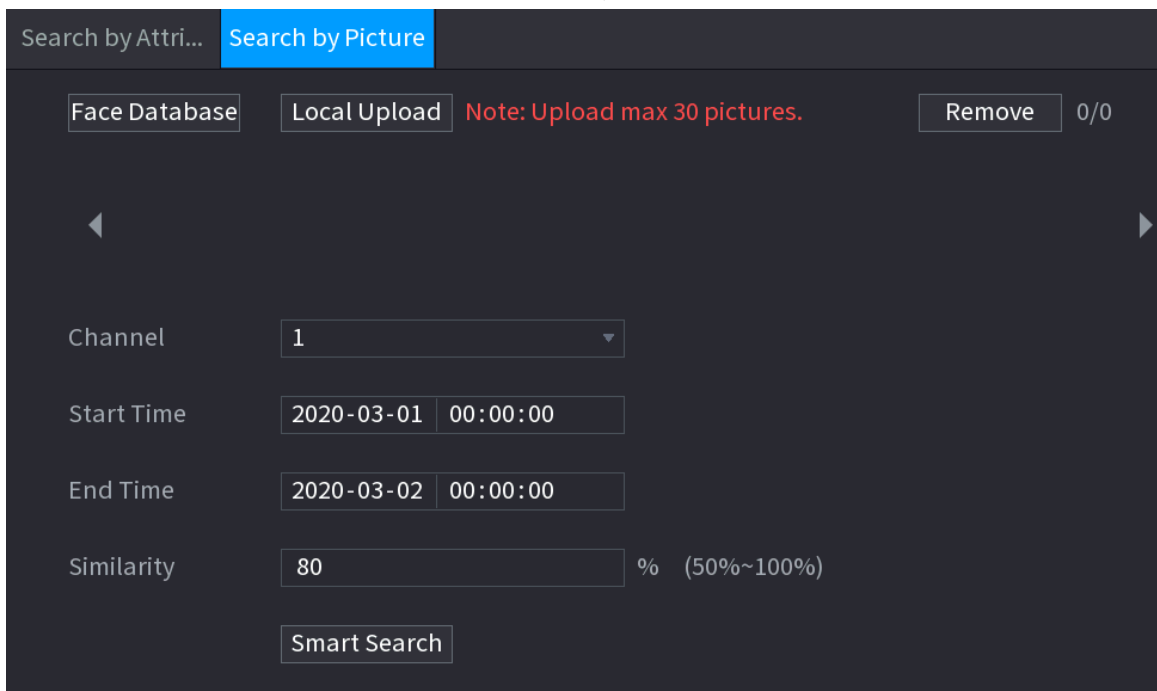 Search by Attri... Search by Picture
Face Database Local Upload Note: Upload max 30 pictures. Remove 0/0
Channel 1
Start Time 2020-03-01 00:00:00
End Time 2020-03-02 00:00:00
Similarity 80 % (50%~100%)
Smart Search